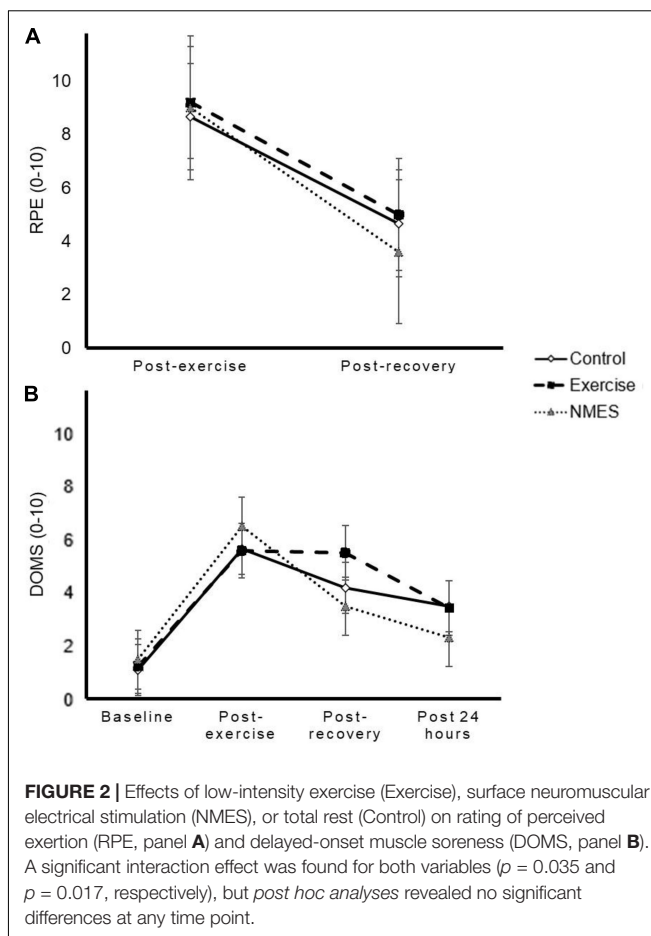 A
RPE (0-10)
10
8
6
4
2
0
Post-exercise Post-recovery
Control
Exercise
NMES
B
DOMS (0-10)
10
8
6
4
2
0
Baseline Post-exercise Post-recovery Post 24 hours
FIGURE 2 | Effects of low-intensity exercise (Exercise), surface neuromuscular
electrical stimulation (NMES), or total rest (Control) on rating of perceived
exertion (RPE, panel A) and delayed-onset muscle soreness (DOMS, panel B).
A significant interaction effect was found for both variables (p = 0.035 and
p = 0.017, respectively), but post hoc analyses revealed no significant
differences at any time point.